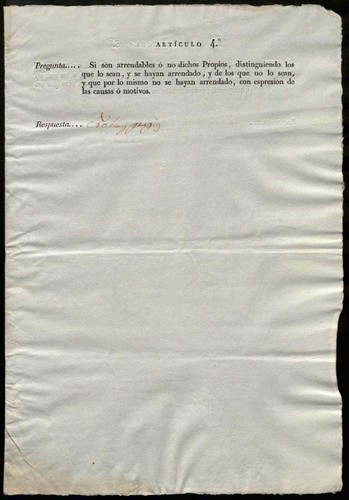 ARTÍCULO 4.º
Pregunta.... Si son arrendables ó no dichos Propios, distinguiendo los
que lo sean, y se hayan arrendado, y de los que no lo sean,
y que por lo mismo no se hayan arrendado, con expresion de
las causas ó motivos.
Respuesta....